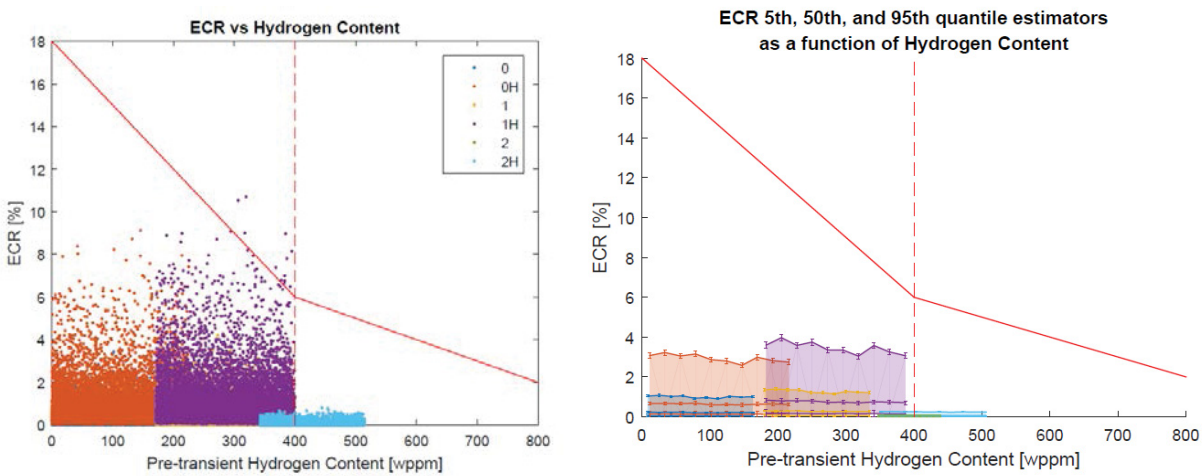 ECR vs Hydrogen Content
18
16
14
12
10
8
6
4
2
0
ECR [%]
0
0H
1
1H
2
2H
0 100 200 300 400 500 600 700 800
Pre-transient Hydrogen Content [wppm]
ECR 5th, 50th, and 95th quantile estimators
as a function of Hydrogen Content
18
16
14
12
10
8
6
4
2
0
ECR [%]
0 100 200 300 400 500 600 700 800
Pre-transient Hydrogen Content [wppm]